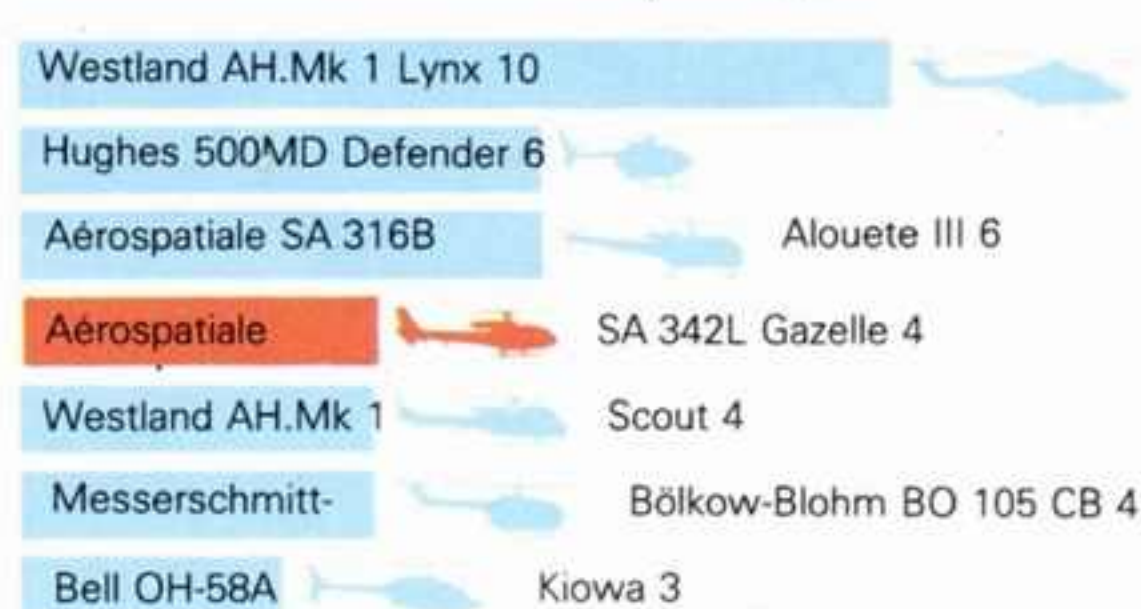 Westland AH.Mk 1 Lynx 10
Hughes 500MD Defender 6
Aérospatiale SA 316B Alouete III 6
Aérospatiale SA 342L Gazelle 4
Westland AH.Mk 1 Scout 4
Messerschmitt- Bölkow-Blohm BO 105 CB 4
Bell OH-58A Kiowa 3